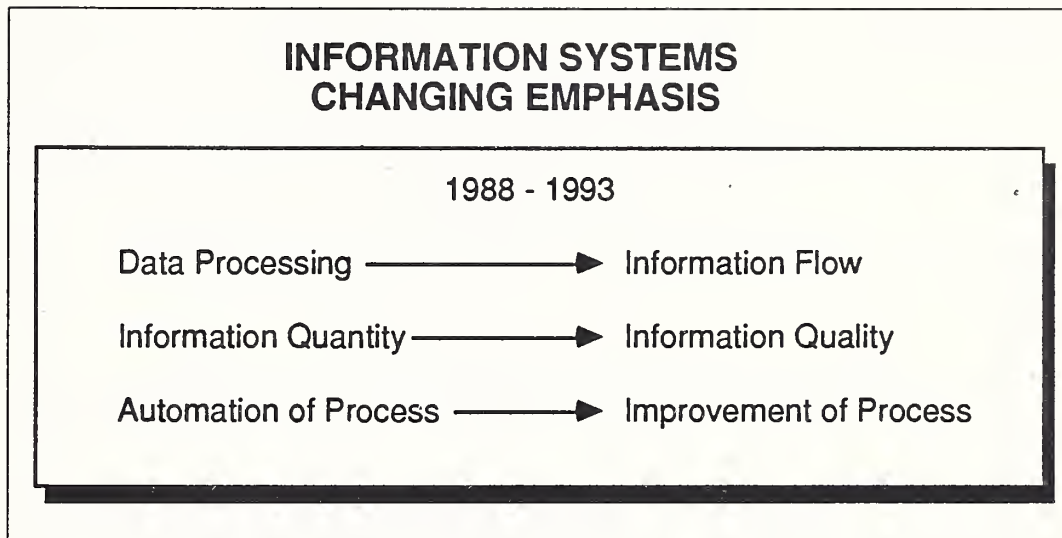 INFORMATION SYSTEMS
CHANGING EMPHASIS
1988 - 1993
Data Processing Information Flow
Information Quantity Information Quality
Automation of Process Improvement of Process